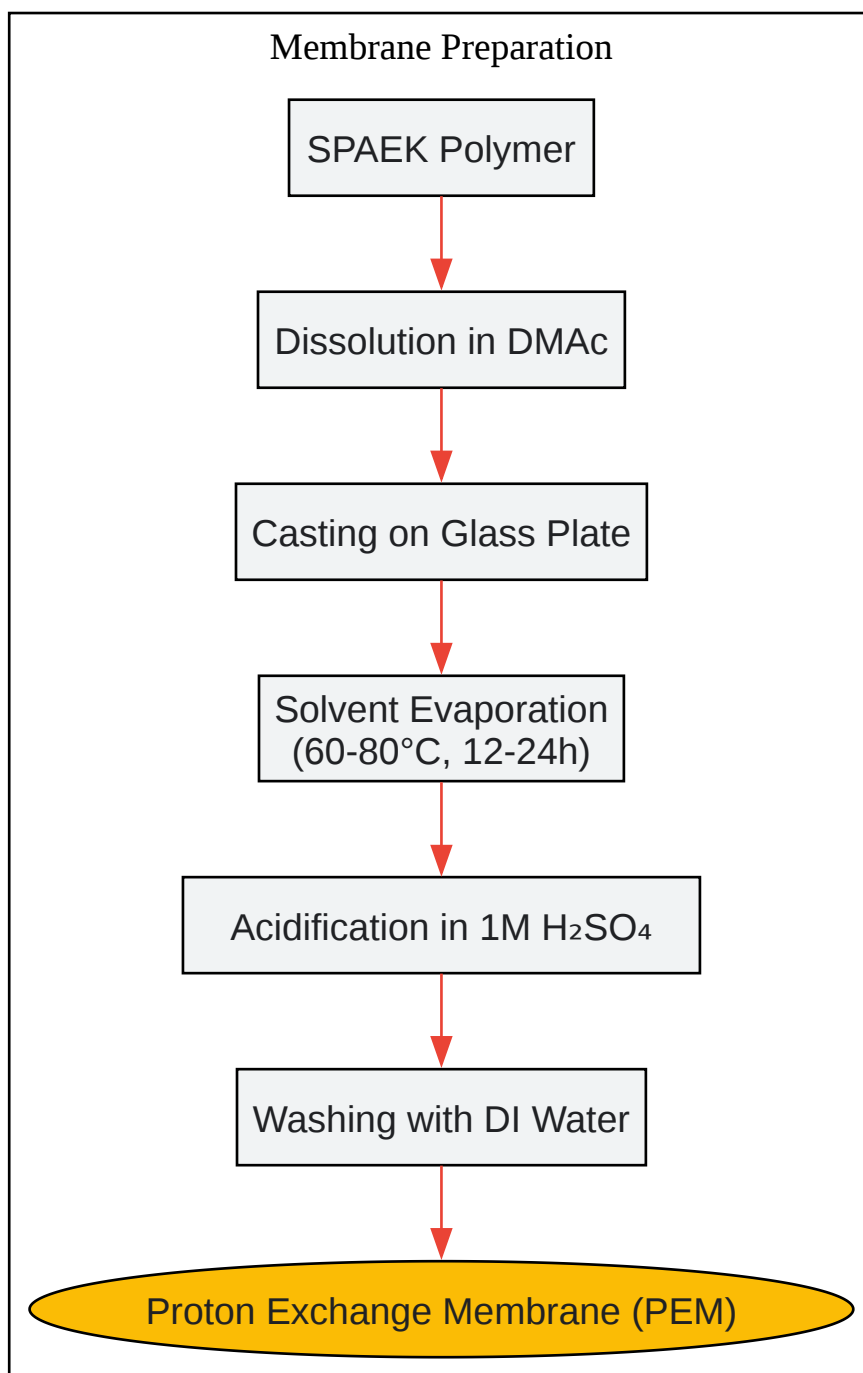 Membrane Preparation
SPAEK Polymer
Dissolution in DMAc
Casting on Glass Plate
Solvent Evaporation
(60-80°C, 12-24h)
Acidification in 1M H₂SO₄
Washing with DI Water
Proton Exchange Membrane (PEM)